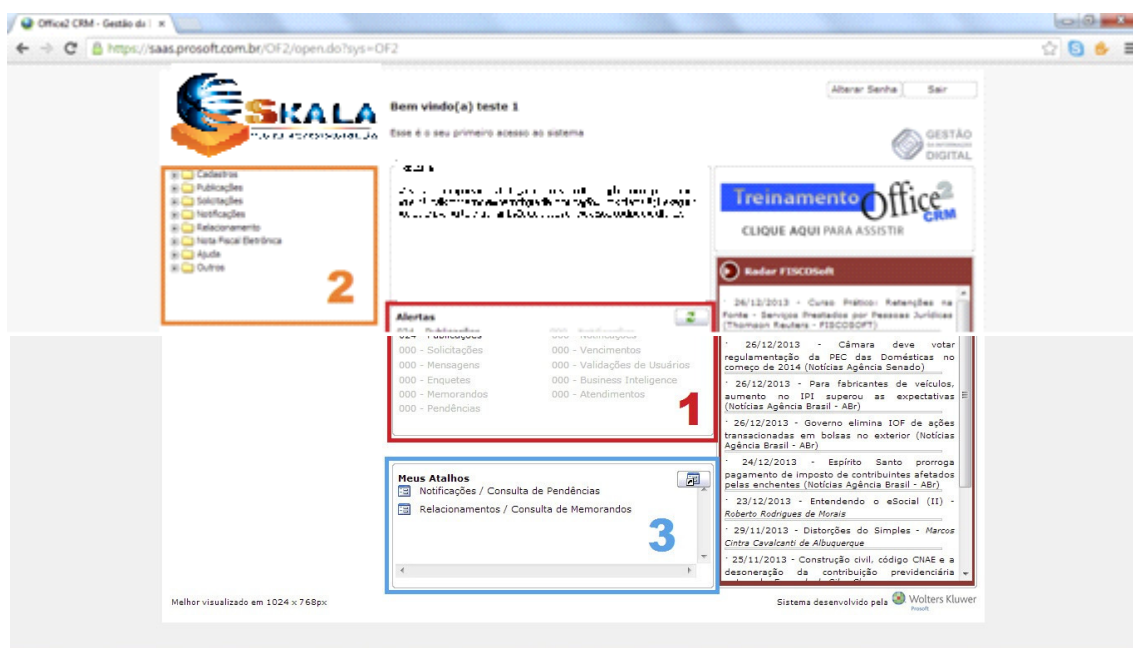 Office2 CRM - Gestão da I
https://saas.prosoft.com.br/OF2/open.do?sys=OF2
SKALA
Bem vindo(a) teste 1
Esse é o seu primeiro acesso ao sistema
Alterar Senha
Sair
GESTÃO
DA INFORMAÇÃO
DIGITAL
Cadastros
Publicações
Solicitações
Notificações
Relacionamento
Nota Fiscal Eletrônica
Ajuda
Outros
2
Treinamento Office2
CRM
CLIQUE AQUI PARA ASSISTIR
Alertas
024 - Publicações
000 - Notificações
000 - Solicitações
000 - Vencimentos
000 - Mensagens
000 - Validações de Usuários
000 - Enquetes
000 - Business Inteligence
000 - Memorandos
000 - Atendimentos
000 - Pendências
1
Meus Atalhos
Notificações / Consulta de Pendências
Relacionamentos / Consulta de Memorandos
3
Radar FISCOSoft
26/12/2013 - Curso Prático: Retenções na
Fonte - Serviços Prestados por Pessoas Jurídicas
(Thomson Reuters - FISCOSOFT)
26/12/2013 - Câmara deve votar
regulamentação da PEC das Domésticas no
começo de 2014 (Notícias Agência Senado)
26/12/2013 - Para fabricantes de veículos,
aumento no IPI superou as expectativas
(Notícias Agência Brasil - ABr)
26/12/2013 - Governo elimina IOF de ações
transacionadas em bolsas no exterior (Notícias
Agência Brasil - ABr)
24/12/2013 - Espírito Santo prorroga
pagamento de imposto de contribuintes afetados
pelas enchentes (Notícias Agência Brasil - ABr)
23/12/2013 - Entendendo o eSocial (II) -
Roberto Rodrigues de Morais
29/11/2013 - Distorções do Simples - Marcos
Cintra Cavalcanti de Albuquerque
25/11/2013 - Construção civil, código CNAE e a
desoneração da contribuição previdenciária
Melhor visualizado em 1024 x 768px
Sistema desenvolvido pela Wolters Kluwer
Prosoft